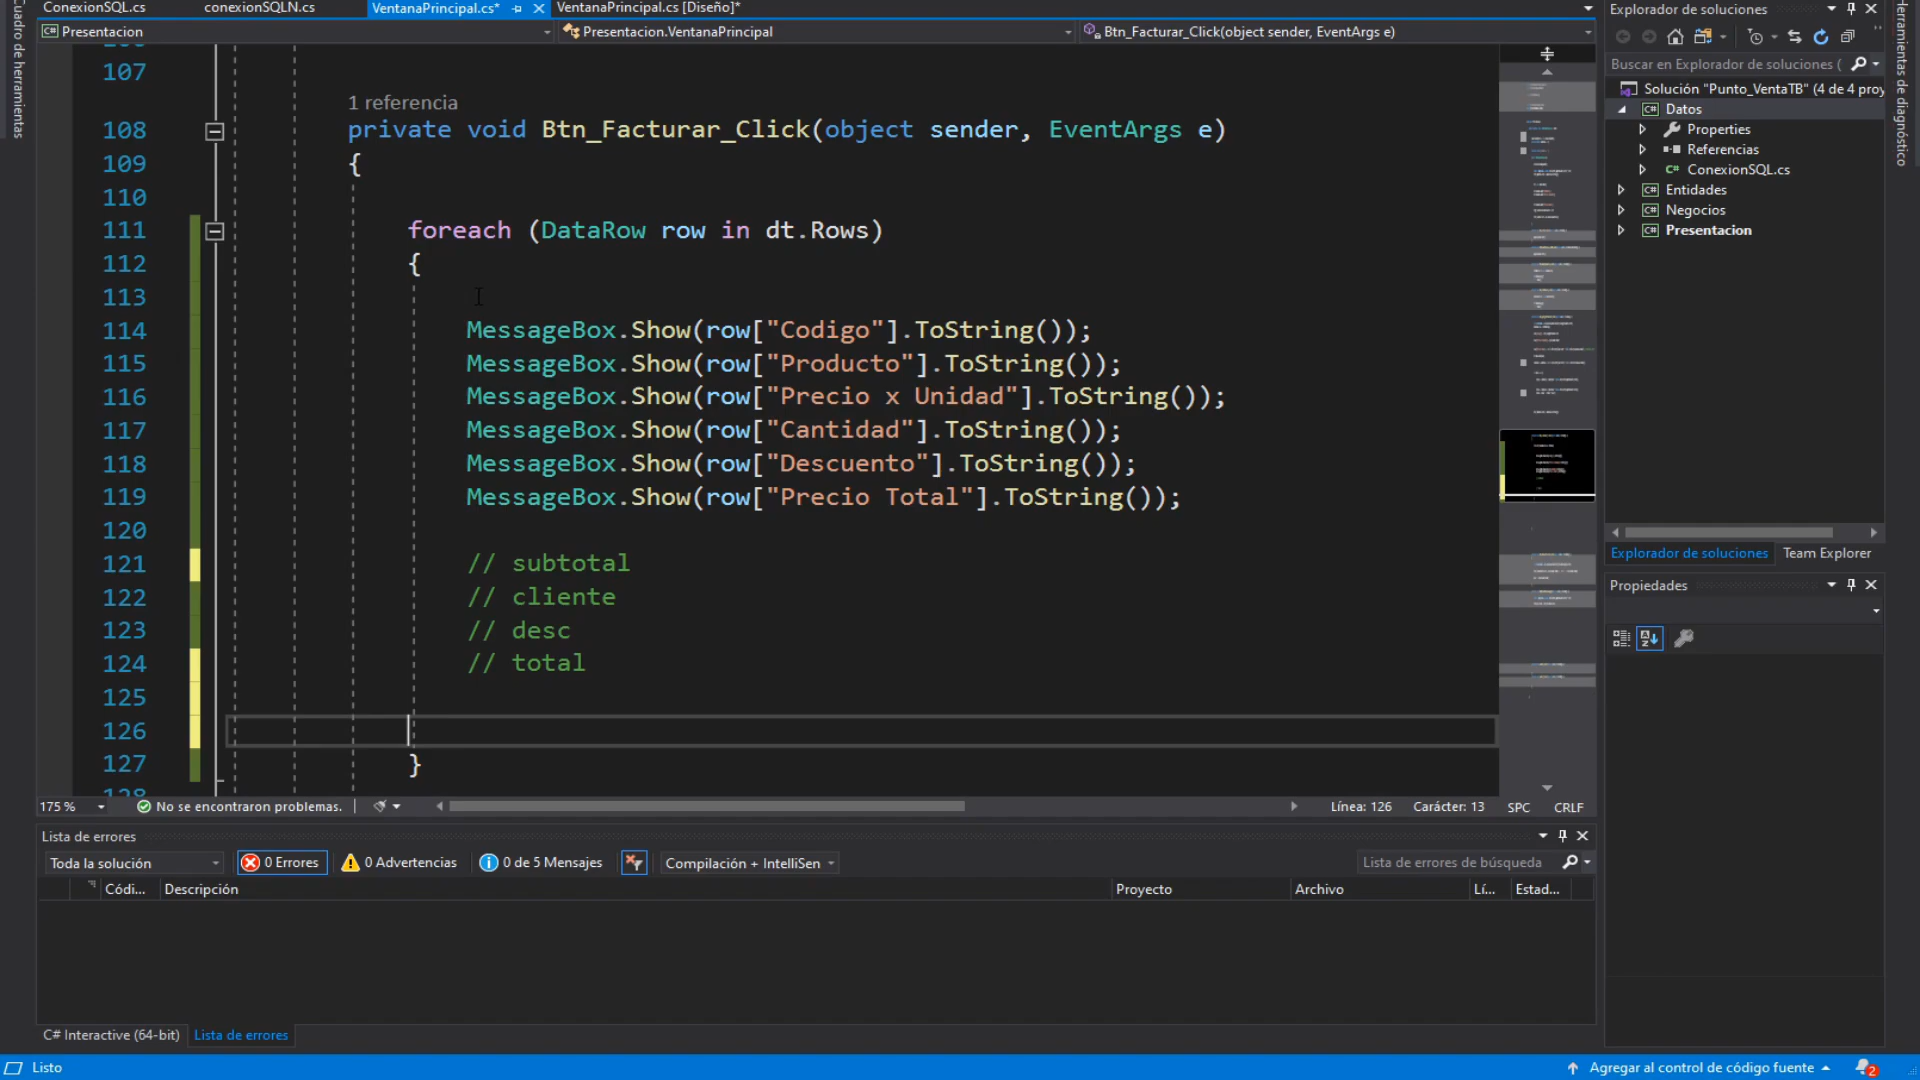 ConexionSQL.cs conexionSQLN.cs VentanaPrincipal.cs* VentanaPrincipal.cs [Diseño]*
Presentacion Presentacion.VentanaPrincipal Btn_Facturar_Click(object sender, EventArgs e)
Cuadro de herramientas
107
1 referencia
108 private void Btn_Facturar_Click(object sender, EventArgs e)
109 {
110
111 foreach (DataRow row in dt.Rows)
112 {
113
114 MessageBox.Show(row["Codigo"].ToString());
115 MessageBox.Show(row["Producto"].ToString());
116 MessageBox.Show(row["Precio x Unidad"].ToString());
117 MessageBox.Show(row["Cantidad"].ToString());
118 MessageBox.Show(row["Descuento"].ToString());
119 MessageBox.Show(row["Precio Total"].ToString());
120
121 // subtotal
122 // cliente
123 // desc
124 // total
125
126
127 }
175 % No se encontraron problemas. Línea: 126 Carácter: 13 SPC CRLF
Lista de errores
Toda la solución 0 Errores 0 Advertencias 0 de 5 Mensajes Compilación + IntelliSen Lista de errores de búsqueda
Códi... Descripción Proyecto Archivo Lí... Estad...
C# Interactive (64-bit) Lista de errores
Explorador de soluciones
Buscar en Explorador de soluciones (
Solución "Punto_VentaTB" (4 de 4 proy
C# Datos
Properties
Referencias
C# ConexionSQL.cs
C# Entidades
C# Negocios
C# Presentacion
Explorador de soluciones Team Explorer
Propiedades
Herramientas de diagnóstico
Listo Agregar al control de código fuente 2